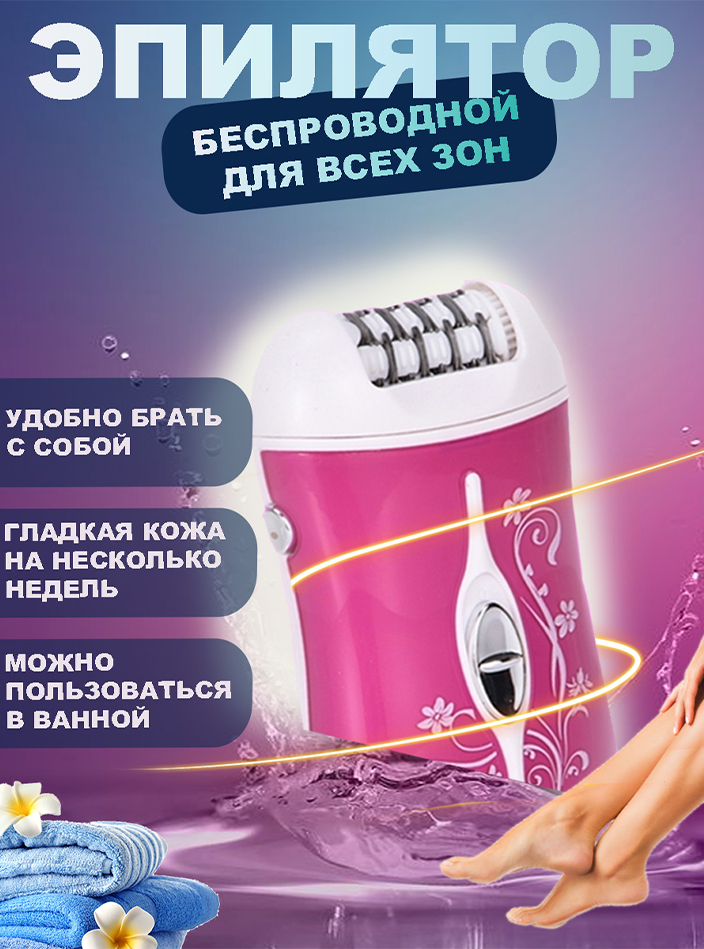 ЭПИЛЯТОР
БЕСПРОВОДНОЙ
ДЛЯ ВСЕХ ЗОН
УДОБНО БРАТЬ
С СОБОЙ
ГЛАДКАЯ КОЖА
НА НЕСКОЛЬКО
НЕДЕЛЬ
МОЖНО
ПОЛЬЗОВАТЬСЯ
В ВАННОЙ